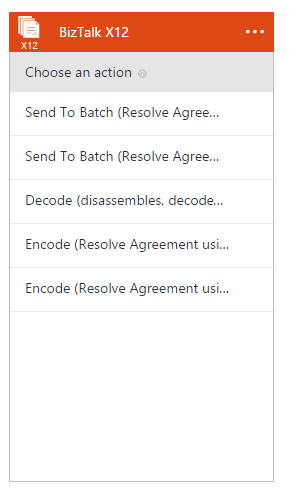 BizTalk X12
X12
Choose an action
Send To Batch (Resolve Agree...
Send To Batch (Resolve Agree...
Decode (disassembles, decode...
Encode (Resolve Agreement usi...
Encode (Resolve Agreement usi...